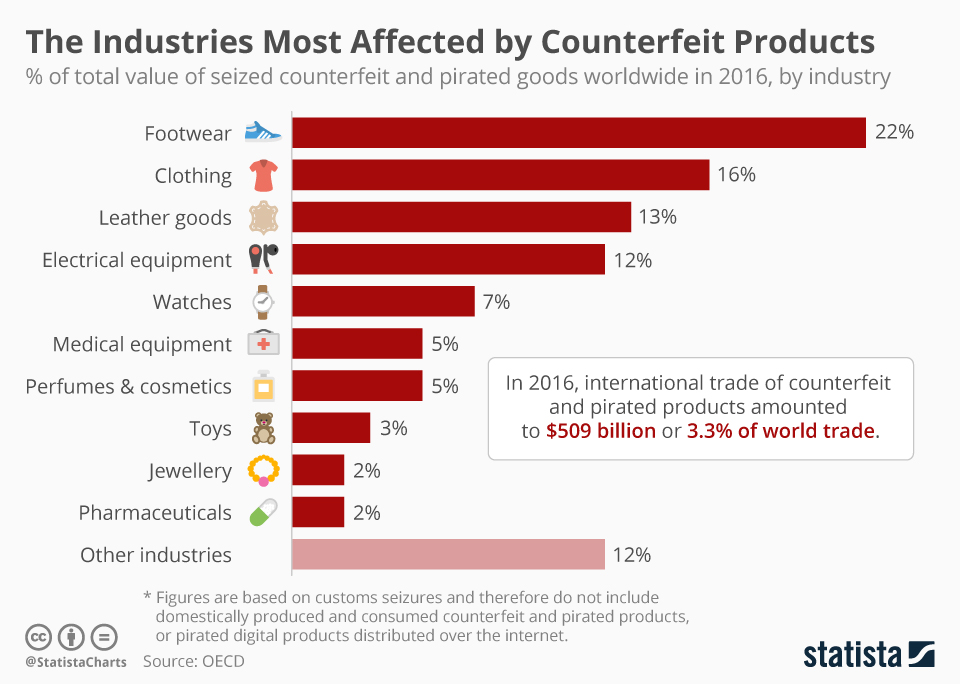 The Industries Most Affected by Counterfeit Products
% of total value of seized counterfeit and pirated goods worldwide in 2016, by industry
Footwear 22%
Clothing 16%
Leather goods 13%
Electrical equipment 12%
Watches 7%
Medical equipment 5%
Perfumes & cosmetics 5%
Toys 3%
Jewellery 2%
Pharmaceuticals 2%
Other industries 12%
In 2016, international trade of counterfeit
and pirated products amounted
to $509 billion or 3.3% of world trade.
* Figures are based on customs seizures and therefore do not include
domestically produced and consumed counterfeit and pirated products,
or pirated digital products distributed over the internet.
cc
@StatistaCharts
Source: OECD
statista